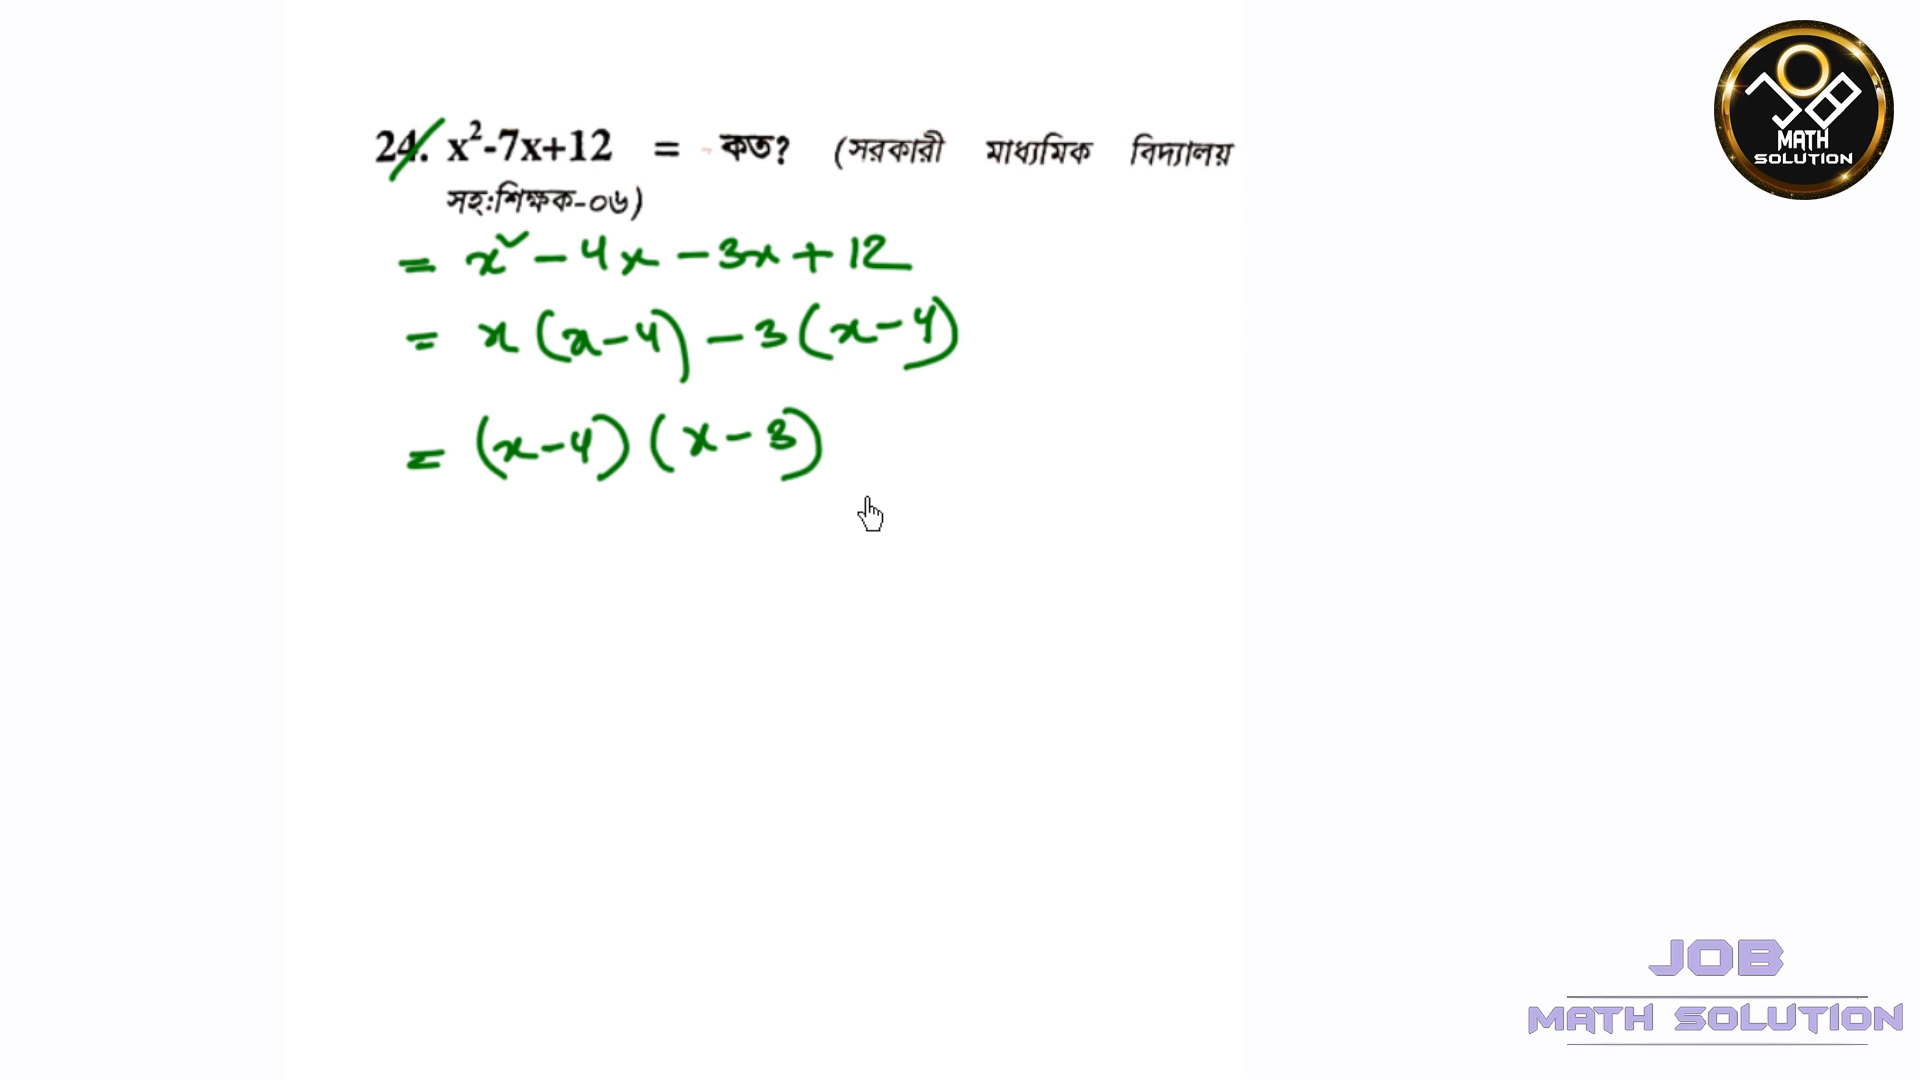 24. x²-7x+12 = কত? (সরকারী মাধ্যমিক বিদ্যালয়
সহ:শিক্ষক-০৬)
= x² - 4x - 3x + 12
= x (x-4) - 3 (x-4)
= (x-4) (x-3)
JOB
MATH
SOLUTION
JOB
MATH SOLUTION